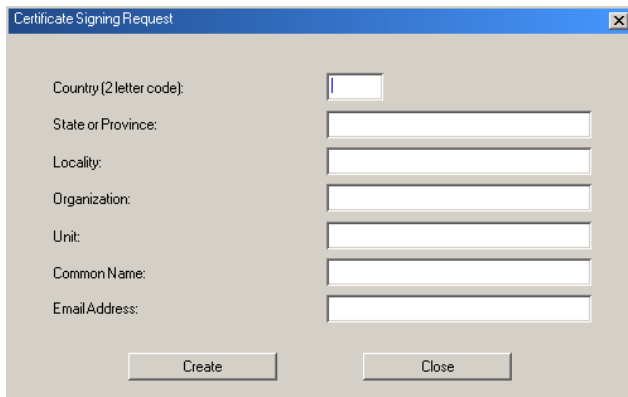 Certificate Signing Request
Country (2 letter code):
State or Province:
Locality:
Organization:
Unit:
Common Name:
Email Address:
Create Close